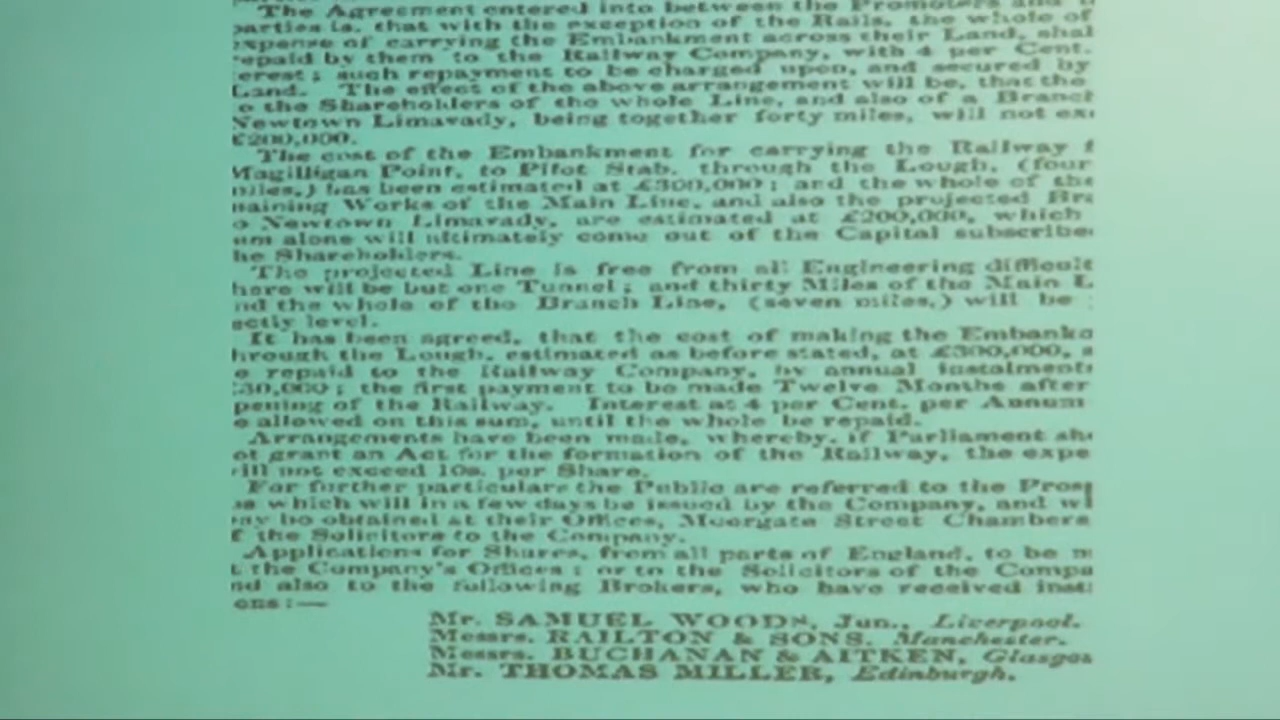 The Agreement entered into between the Promoters and
parties is, that with the exception of the Rails, the whole of
expense of carrying the Embankment across their Land, shal
repaid by them to the Railway Company, with 4 per Cent.
erest; such repayment to be charged upon, and secured by
Land. The effect of the above arrangement will be, that the
o the Shareholders of the whole Line, and also of a Branch
Newtown Limavady, being together forty miles, will not ex
£200,000.
The cost of the Embankment for carrying the Railway f
Magilligan Point, to Pilot Stab, through the Lough, (four
miles,) has been estimated at £300,000; and the whole of the
maining Works of the Main Line, and also the projected Bra
o Newtown Limavady, are estimated at £200,000, which
um alone will ultimately come out of the Capital subscribe
he Shareholders.
The projected Line is free from all Engineering difficult
here will be but one Tunnel; and thirty Miles of the Main L
nd the whole of the Branch Line, (seven miles,) will be
ectly level.
It has been agreed, that the cost of making the Embank
hrough the Lough, estimated as before stated, at £300,000, s
e repaid to the Railway Company, by annual instalments
£30,000; the first payment to be made Twelve Months after
pening of the Railway. Interest at 4 per Cent. per Annum
e allowed on this sum, until the whole be repaid.
Arrangements have been made, whereby, if Parliament sh
ot grant an Act for the formation of the Railway, the expe
ill not exceed 10s. per Share.
For further particulars the Public are referred to the Prosp
us which will in a few days be issued by the Company, and w
ay be obtained at their Offices, Moorgate Street Chambers
f the Solicitors to the Company.
Applications for Shares, from all parts of England, to be m
t the Company's Offices; or to the Solicitors of the Compa
nd also to the following Brokers, who have received inst
ons:—
Mr. SAMUEL WOODS, Jun., Liverpool.
Messrs. RAILTON & SONS, Manchester.
Messrs. BUCHANAN & AITKEN, Glasgow
Mr. THOMAS MILLER, Edinburgh.